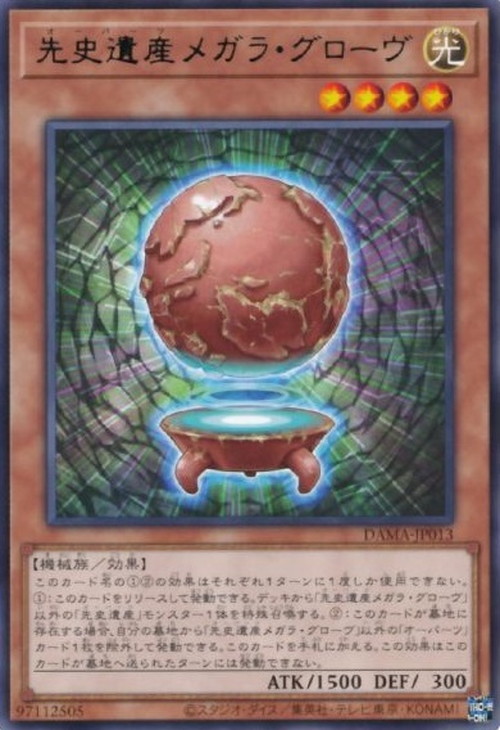 オーパーツ
先史遺産メガラ・グローヴ
ひかり
光
DAMA-JP013
【機械族／効果】
このカード名の①②の効果はそれぞれ1ターンに1度しか使用できない。
①：このカードをリリースして発動できる。デッキから「先史遺産メガラ・グローヴ」
以外の「先史遺産」モンスター1体を特殊召喚する。②：このカードが墓地に
存在する場合、自分の墓地から「先史遺産メガラ・グローヴ」以外の「オーパーツ」
カード1枚を除外して発動できる。このカードを手札に加える。この効果はこの
カードが墓地へ送られたターンには発動できない。
ATK/1500 DEF/ 300
97112505
©スタジオ・ダイス／集英社・テレビ東京・KONAMI